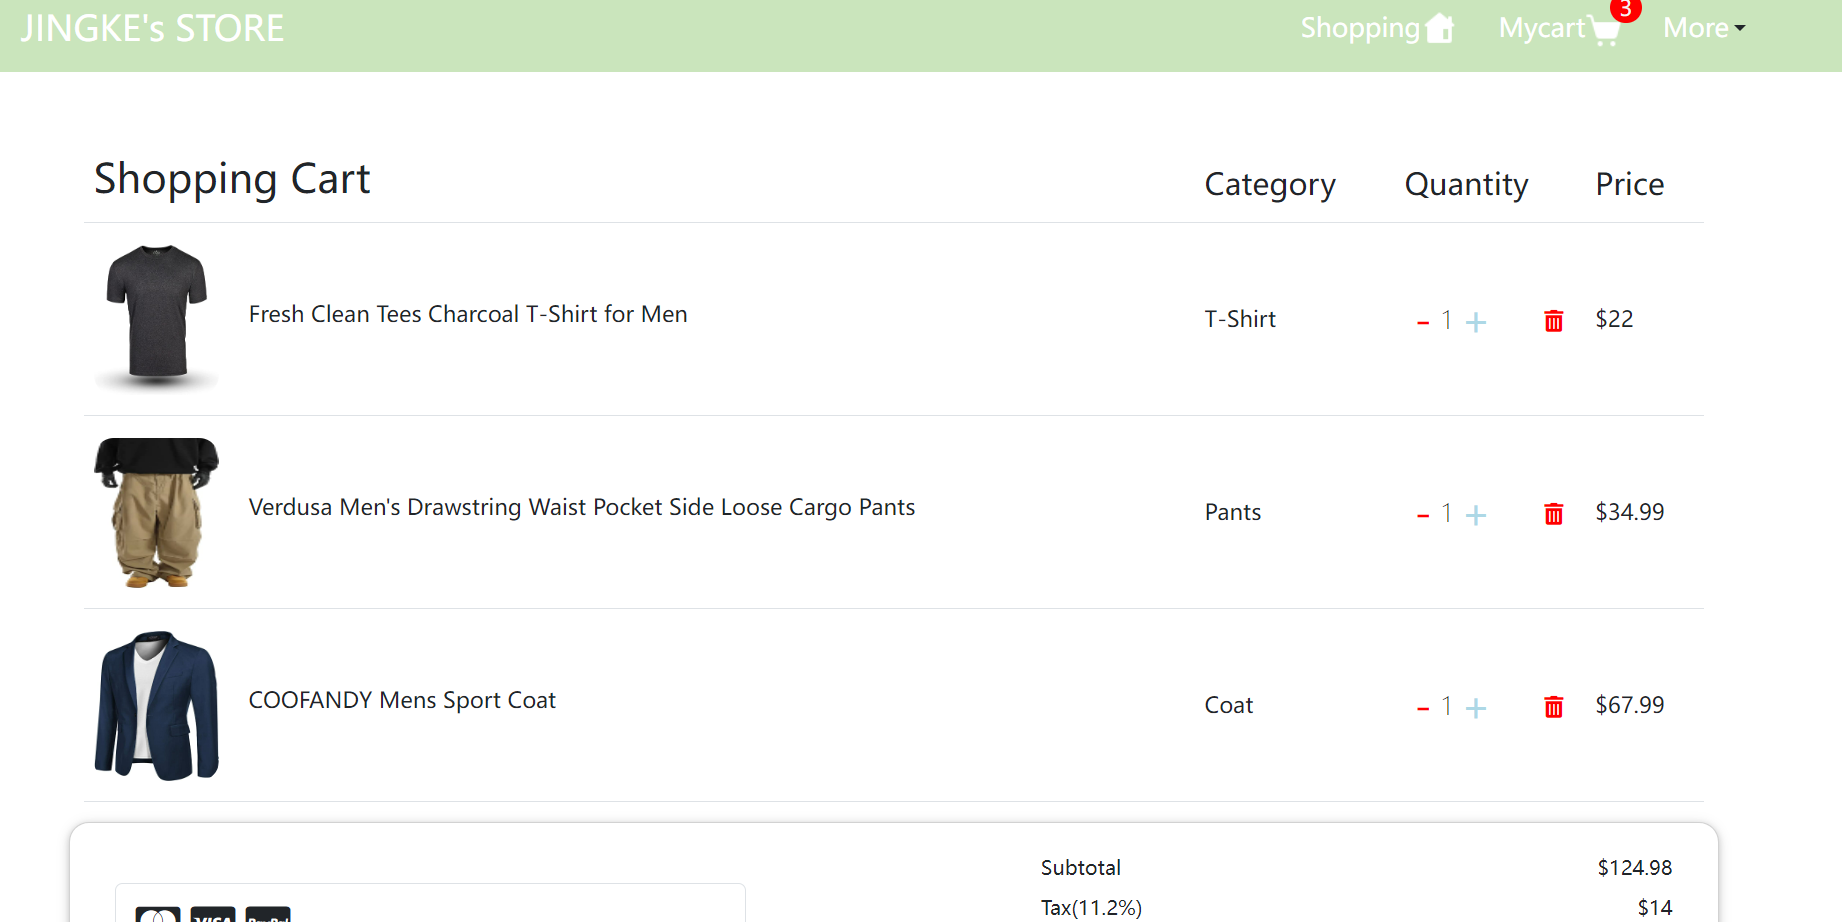 JINGKE's STORE
Shopping
Mycart
3
More
Shopping Cart
Category
Quantity
Price
Fresh Clean Tees Charcoal T-Shirt for Men
T-Shirt
- 1 +
$22
Verdusa Men's Drawstring Waist Pocket Side Loose Cargo Pants
Pants
- 1 +
$34.99
COOFANDY Mens Sport Coat
Coat
- 1 +
$67.99
Subtotal
$124.98
Tax(11.2%)
$14
VISA
PayPal